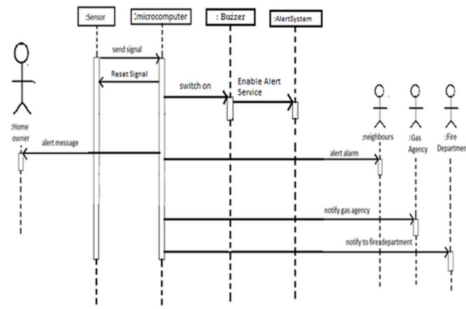 :Sensor
:microcomputer
: Buzzer
:AlertSystem
send signal
Reset Signal
switch on
Enable Alert
Service
:Home
owner
:neighbours
:Gas
Agency
:Fire
Departmen
alert message
alert alarm
notify gas agency
notify to firedepartment